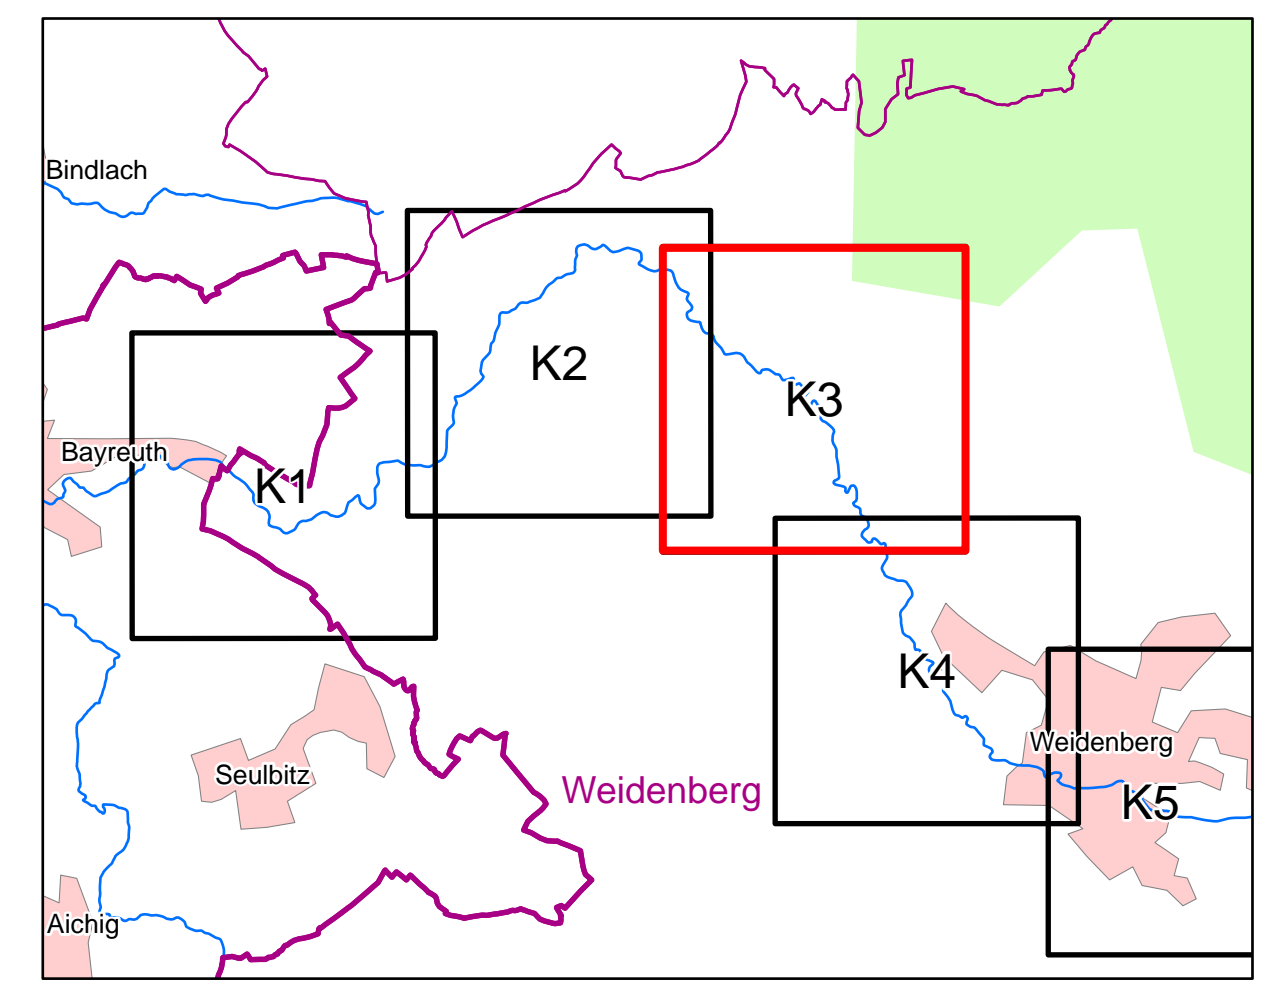 Bindlach
K2
K3
Bayreuth
K1
K4
Weidenberg
Seulbitz
Weidenberg
K5
Aichig